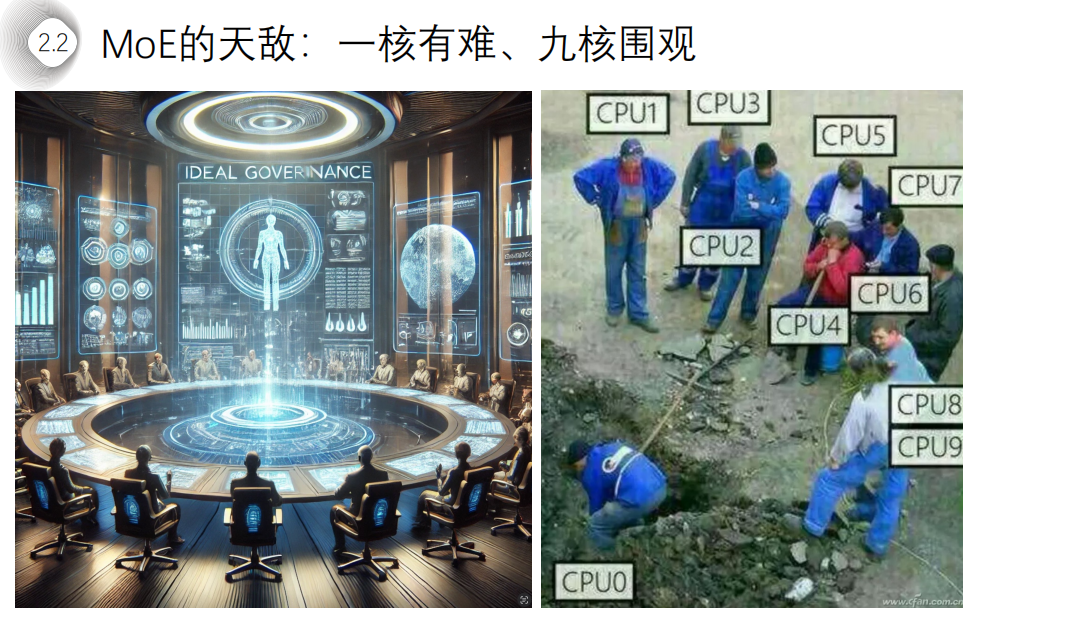 2.2
MoE的天敌：一核有难、九核围观
IDEAL GOVERNANCE
CPU1
CPU3
CPU5
CPU7
CPU2
CPU6
CPU4
CPU8
CPU9
CPU0
www.cfan.com.cn